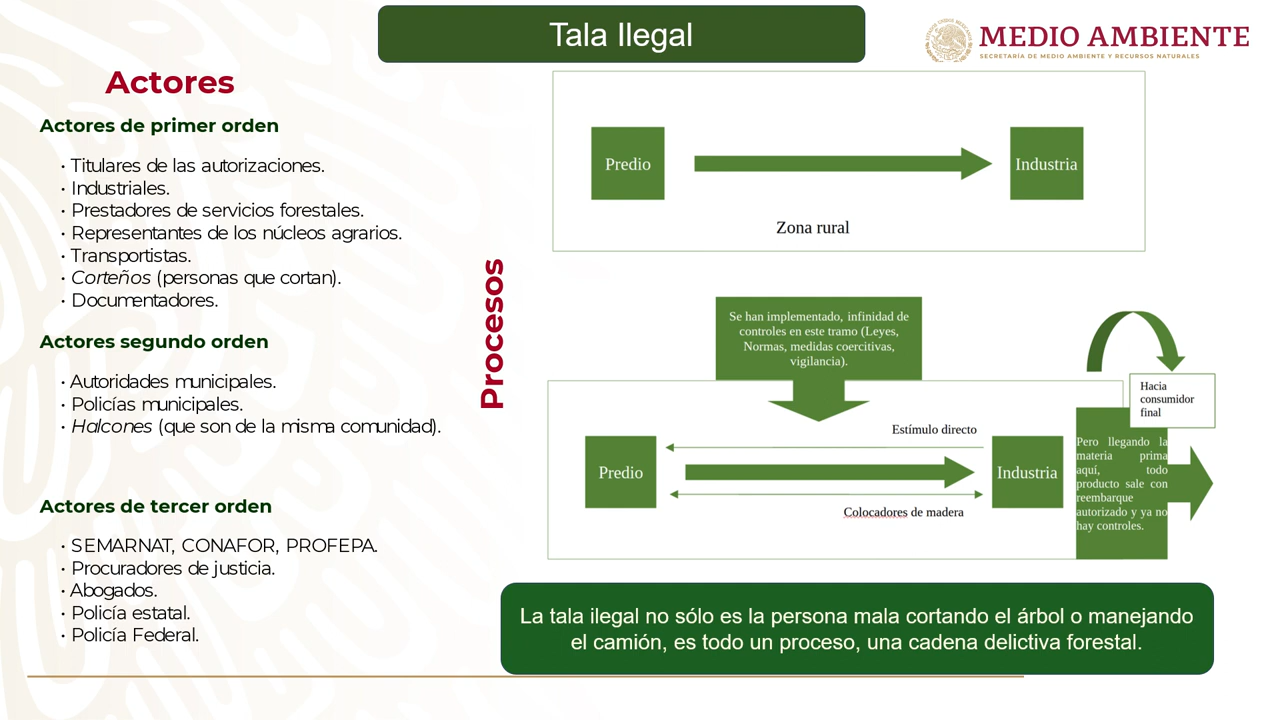 Tala Ilegal
MEDIO AMBIENTE
SECRETARÍA DE MEDIO AMBIENTE Y RECURSOS NATURALES
Actores
Actores de primer orden
• Titulares de las autorizaciones.
• Industriales.
• Prestadores de servicios forestales.
• Representantes de los núcleos agrarios.
• Transportistas.
• Corteños (personas que cortan).
• Documentadores.
Actores segundo orden
• Autoridades municipales.
• Policías municipales.
• Halcones (que son de la misma comunidad).
Actores de tercer orden
• SEMARNAT, CONAFOR, PROFEPA.
• Procuradores de justicia.
• Abogados.
• Policía estatal.
• Policía Federal.
Procesos
Predio
Industria
Zona rural
Se han implementado, infinidad de
controles en este tramo (Leyes,
Normas, medidas coercitivas,
vigilancia).
Hacia
consumidor
final
Estímulo directo
Predio
Industria
Colocadores de madera
Pero llegando la
materia prima
aquí, todo
producto sale con
reembarque
autorizado y ya no
hay controles.
La tala ilegal no sólo es la persona mala cortando el árbol o manejando
el camión, es todo un proceso, una cadena delictiva forestal.